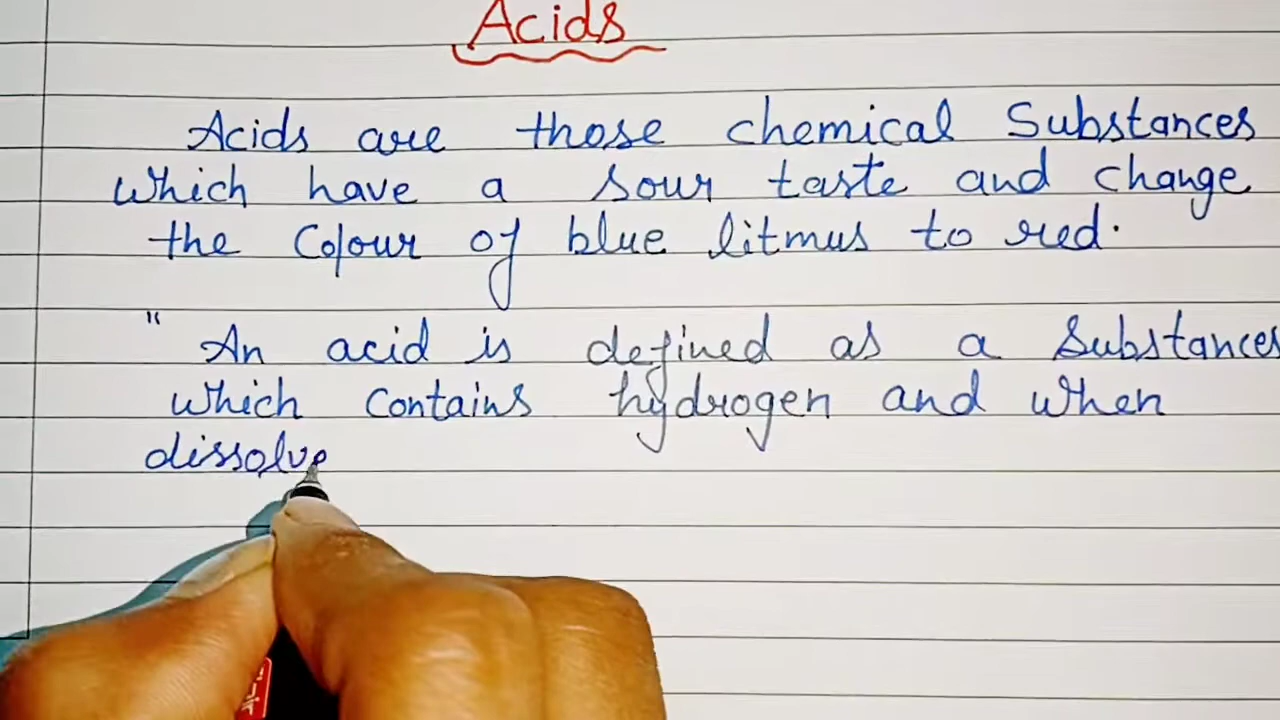 Acids
Acids are those chemical Substances
which have a sour taste and change
the Colour of blue litmus to red.
" An acid is defined as a Substances
which contains hydrogen and when
dissolve